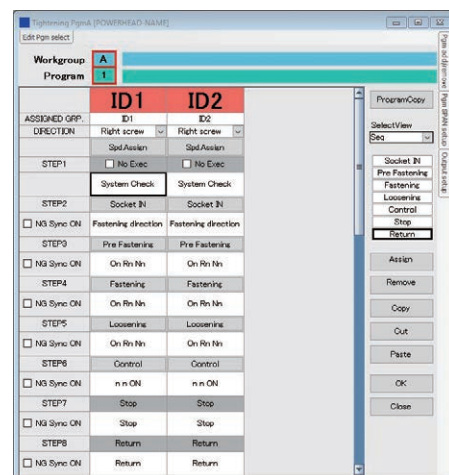 Tightening PgmA [POWERHEAD-NAME]
Edit Pgm select
Workgroup A
Program 1
ID1 ID2
ASSIGNED GRP. ID1 ID2
DIRECTION Right screw Right screw
Spd.Assign Spd.Assign
STEP1 No Exec No Exec
System Check System Check
STEP2 Socket IN Socket IN
NG Sync ON Fastening direction Fastening direction
STEP3 Pre Fastening Pre Fastening
NG Sync ON On Rn Nn On Rn Nn
STEP4 Fastening Fastening
NG Sync ON On Rn Nn On Rn Nn
STEP5 Loosening Loosening
NG Sync ON On Rn Nn On Rn Nn
STEP6 Control Control
NG Sync ON n n ON n n ON
STEP7 Stop Stop
NG Sync ON Stop Stop
STEP8 Return Return
NG Sync ON Return Return
ProgramCopy
SelectView
Seq
Socket IN
Pre Fastening
Fastening
Loosening
Control
Stop
Return
Assign
Remove
Copy
Cut
Paste
OK
Close
Pgm add/remove
Pgm SPAN setup
Output setup